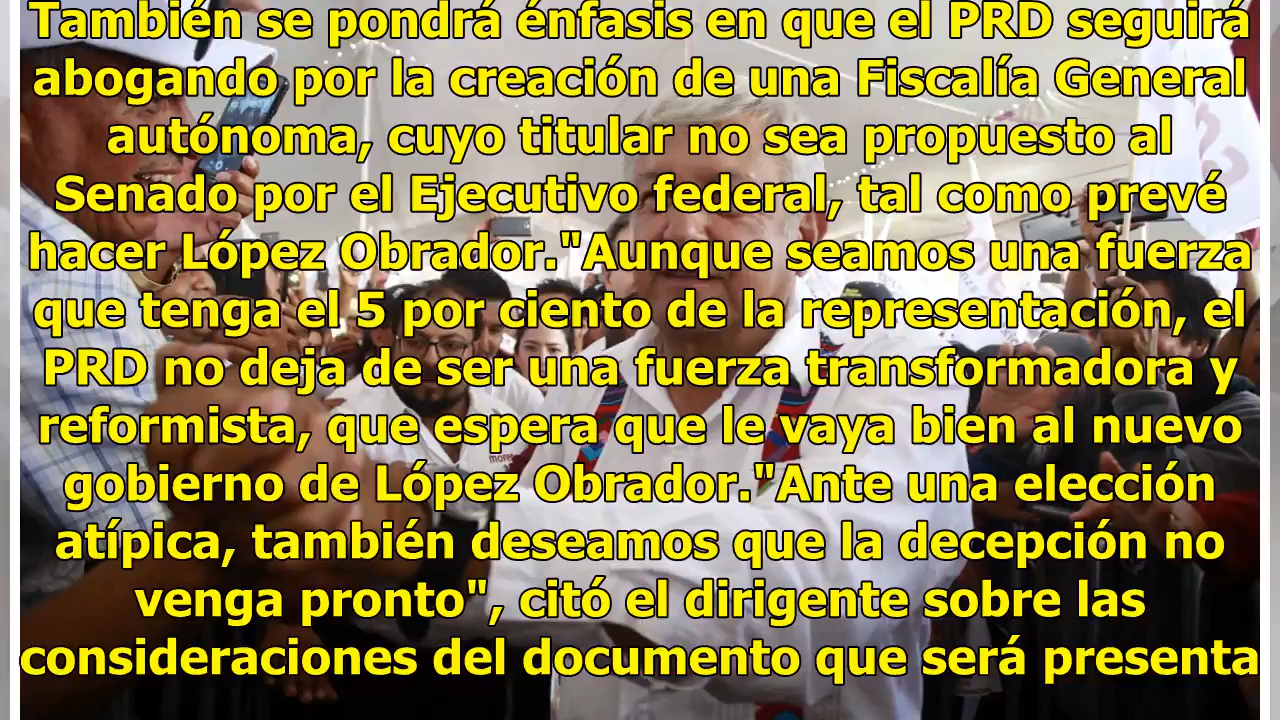 También se pondrá énfasis en que el PRD seguirá
abogando por la creación de una Fiscalía General
autónoma, cuyo titular no sea propuesto al
Senado por el Ejecutivo federal, tal como prevé
hacer López Obrador."Aunque seamos una fuerza
que tenga el 5 por ciento de la representación, el
PRD no deja de ser una fuerza transformadora y
reformista, que espera que le vaya bien al nuevo
gobierno de López Obrador."Ante una elección
atípica, también deseamos que la decepción no
venga pronto", citó el dirigente sobre las
consideraciones del documento que será presenta
morena